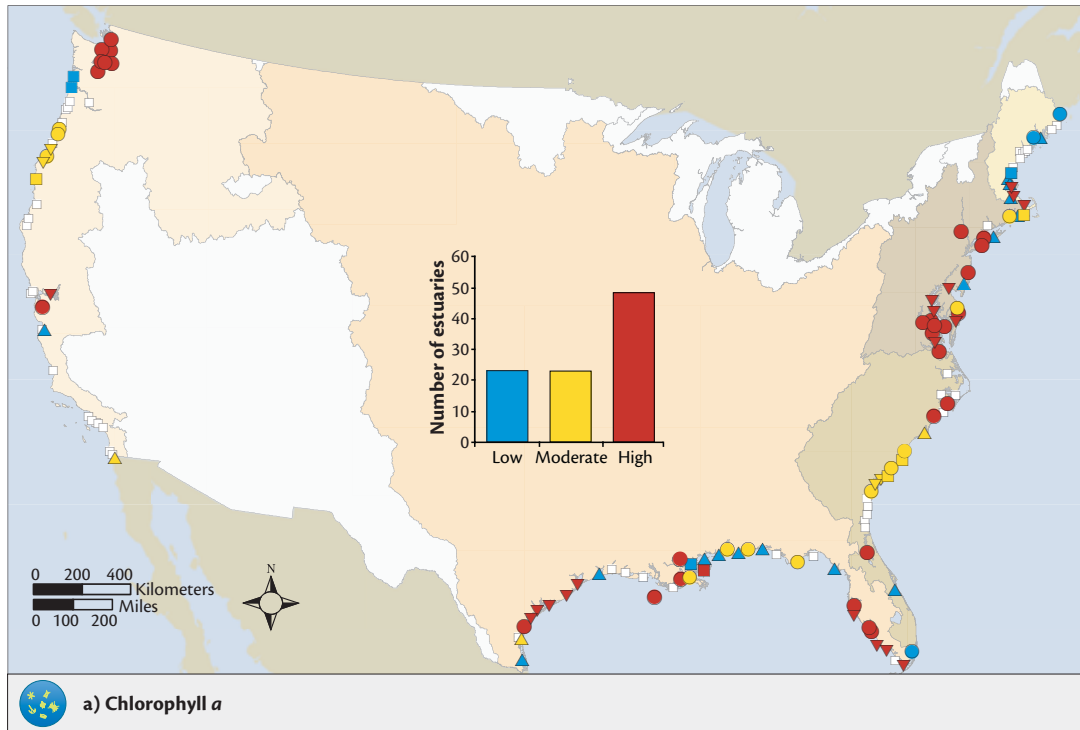 Number of estuaries
60
50
40
30
20
10
0
Low Moderate High
0 200 400
Kilometers
Miles
0 100 200
N
a) Chlorophyll a